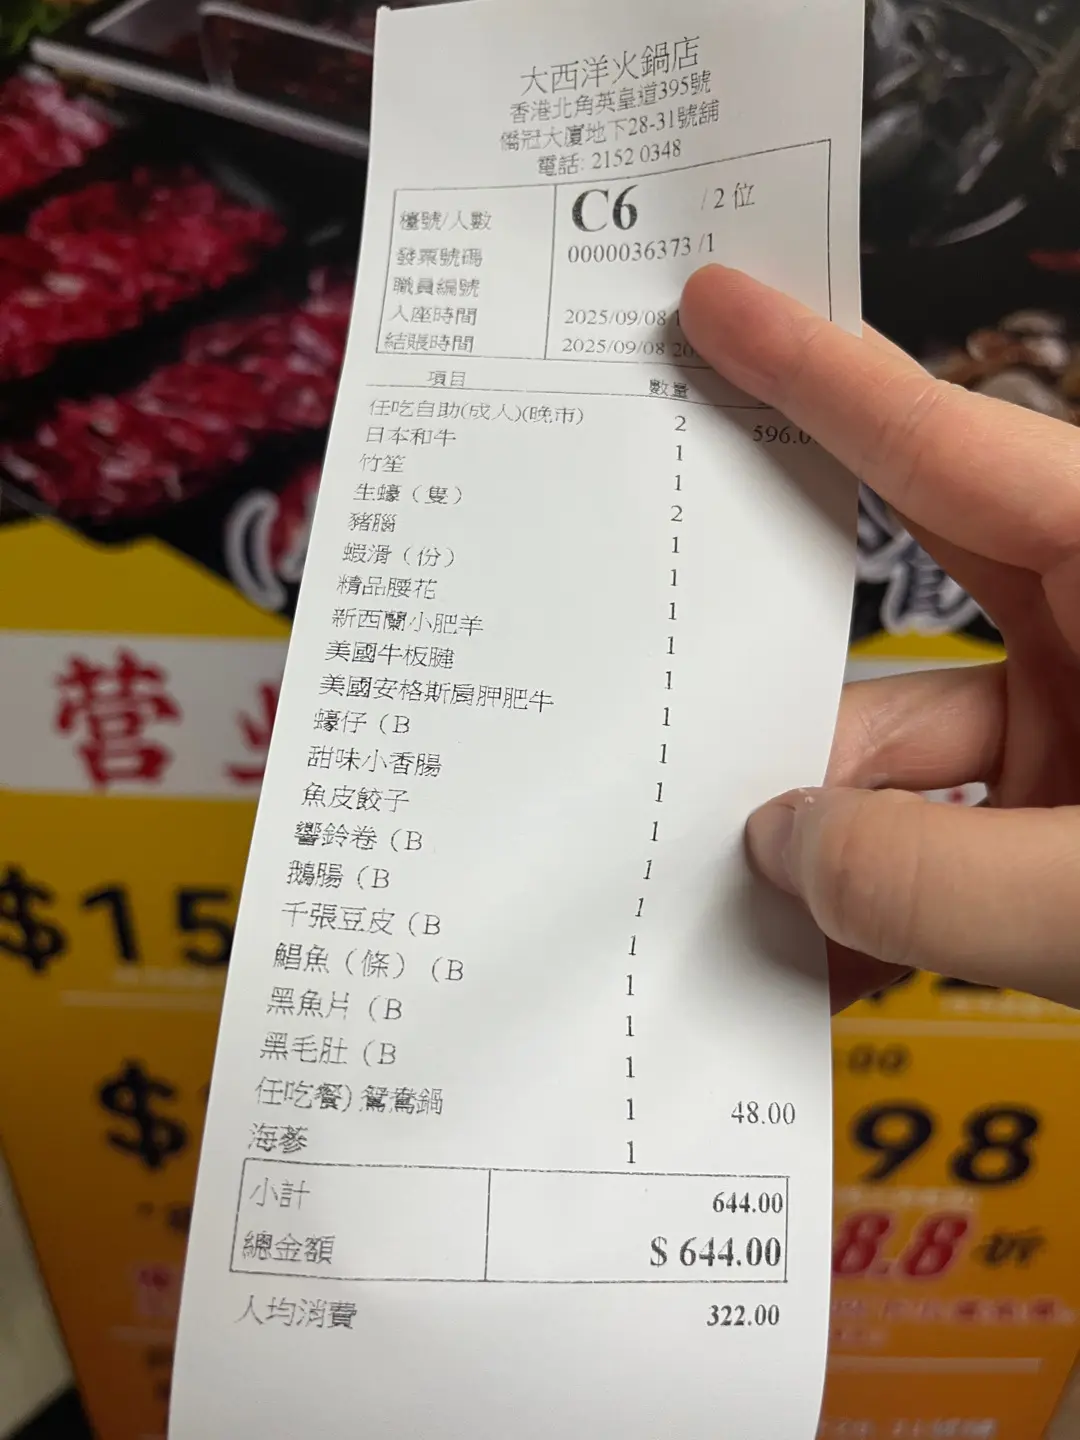 大西洋火鍋店
香港北角英皇道395號
僑冠大廈地下28-31號舖
電話: 2152 0348
檯號/人數 C6 /2 位
發票號碼 0000036373 /1
職員編號
入座時間 2025/09/08 1
結賬時間 2025/09/08 20
項目 數量
任吃自助(成人)(晚市) 2 596.0
日本和牛 1
竹笙 1
生蠔（隻） 2
豬腦 1
蝦滑（份） 1
精品腰花 1
新西蘭小肥羊 1
美國牛板腱 1
美國安格斯肩胛肥牛 1
蠔仔（B 1
甜味小香腸 1
魚皮餃子 1
響鈴卷（B 1
鵝腸（B 1
千張豆皮（B 1
鯧魚（條）（B 1
黑魚片（B 1
黑毛肚（B 1
任吃餐) 鴛鴦鍋 1 48.00
海蔘 1
小計 644.00
總金額 $ 644.00
人均消費 322.00
营业
$15
$
00
98
8.8折